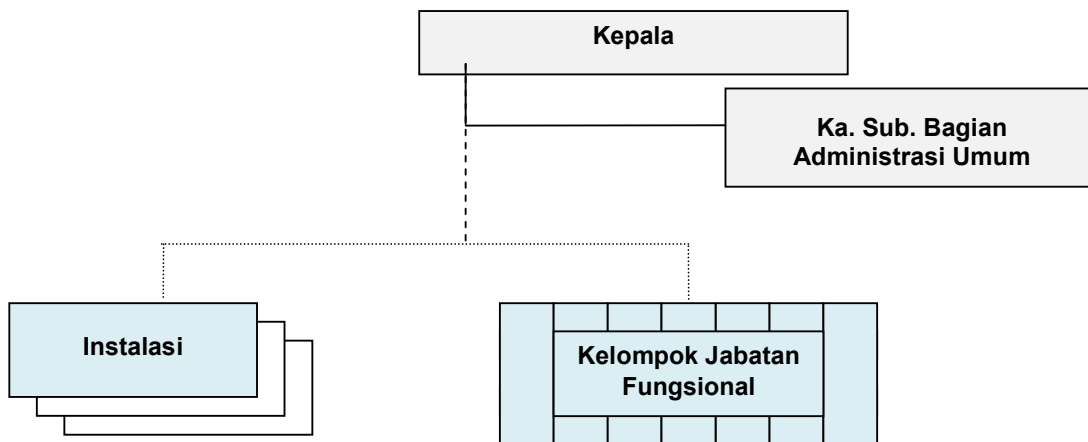 Kepala
Ka. Sub. Bagian
Administrasi Umum
Instalasi
Kelompok Jabatan
Fungsional